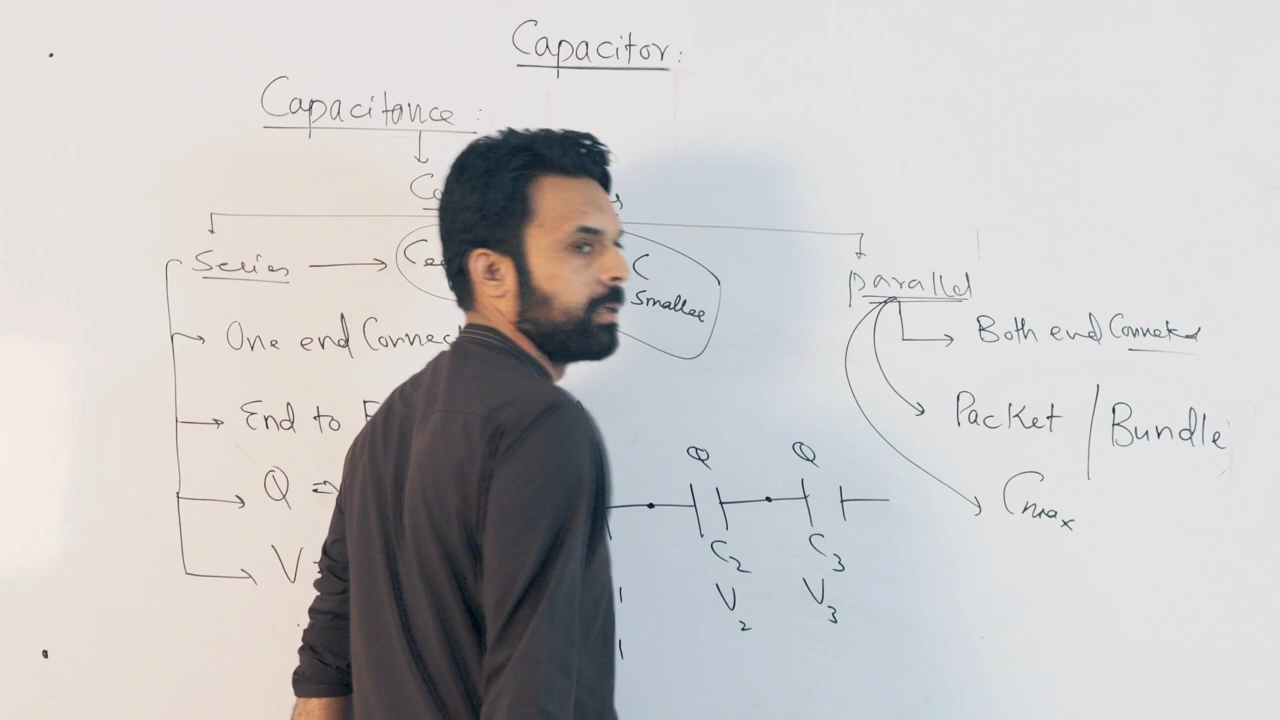 Capacitor:
Capacitance:
Series
C
Smaller
parallel
One end Connec
Both end Connected
End to
Packet / Bundle
Q ⇒
Q Q
Cmax
V
C2 C3
V2 V3